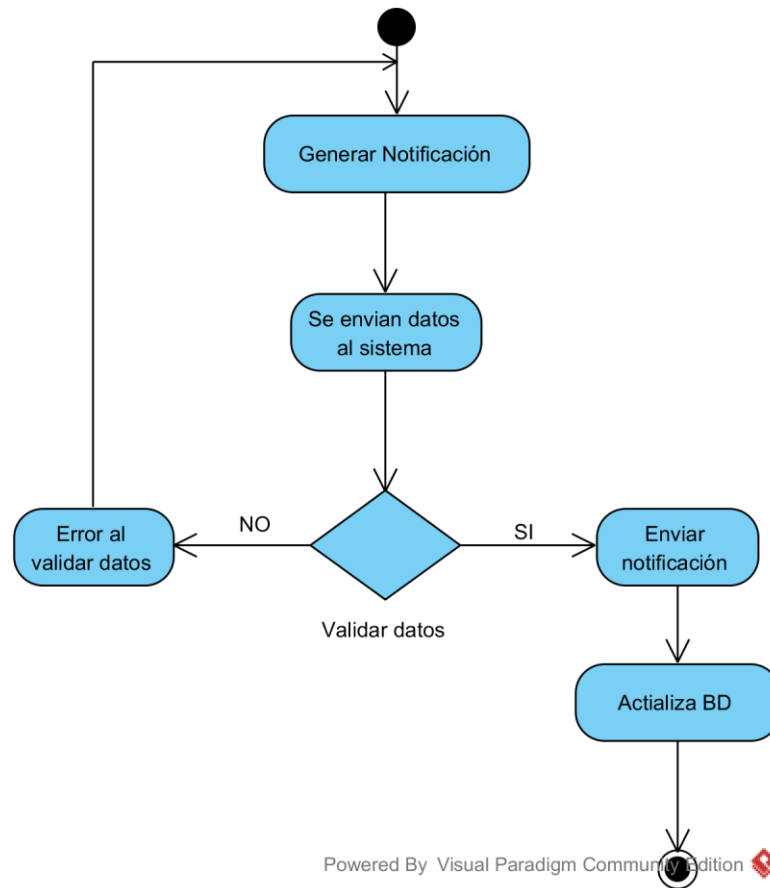 Generar Notificación
Se envian datos
al sistema
NO
SI
Error al
validar datos
Enviar
notificación
Validar datos
Actializa BD
Powered By Visual Paradigm Community Edition